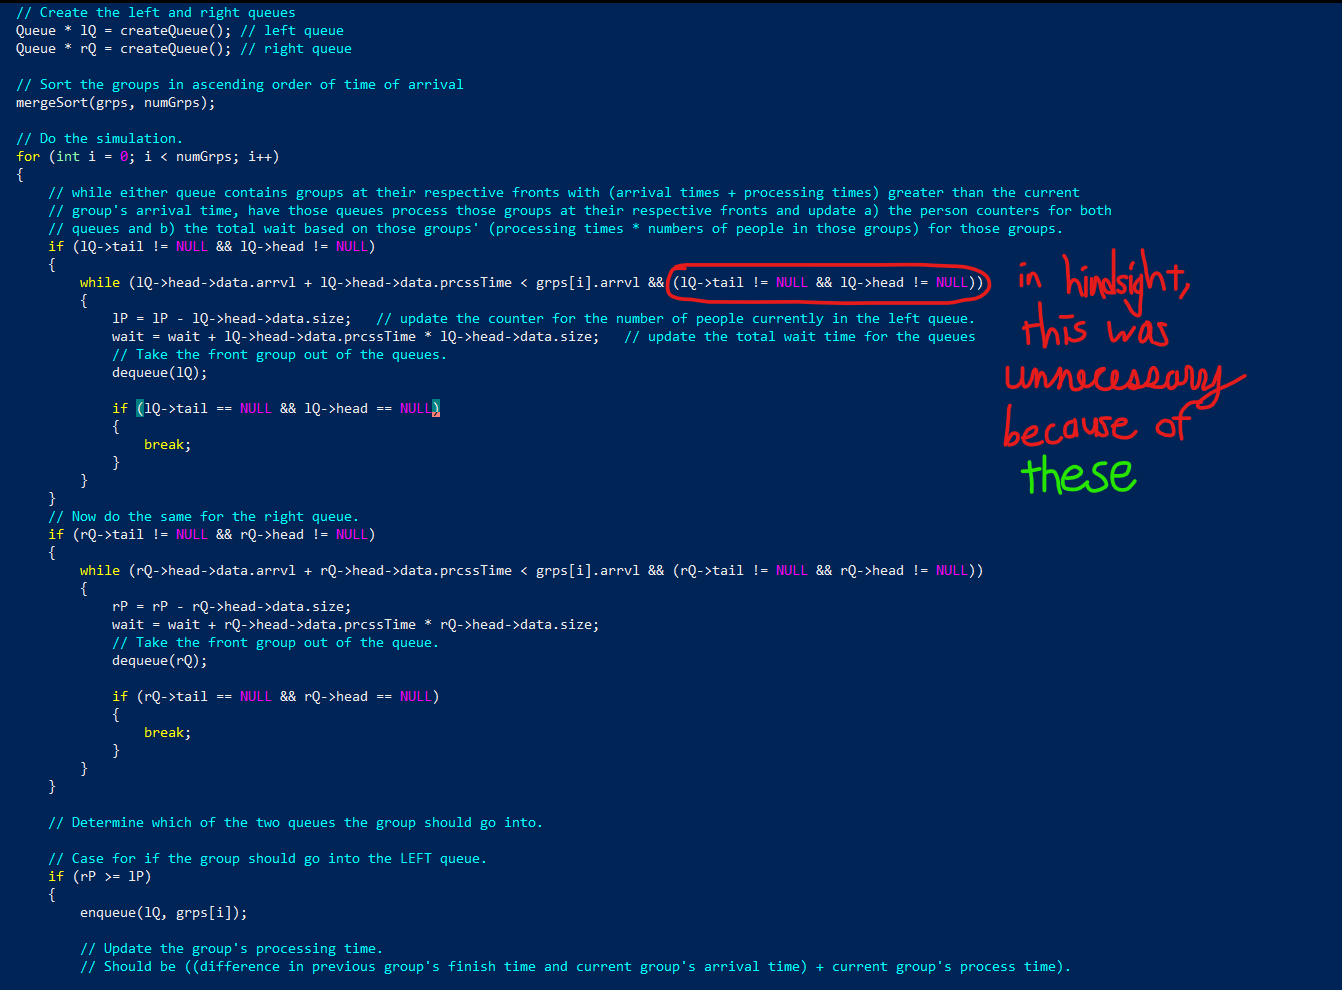 // Create the left and right queues
Queue * lQ = createQueue(); // left queue
Queue * rQ = createQueue(); // right queue
// Sort the groups in ascending order of time of arrival
mergeSort(grps, numGrps);
// Do the simulation.
for (int i = 0; i < numGrps; i++)
{
// while either queue contains groups at their respective fronts with (arrival times + processing times) greater than the current
// group's arrival time, have those queues process those groups at their respective fronts and update a) the person counters for both
// queues and b) the total wait based on those groups' (processing times * numbers of people in those groups) for those groups.
if (lQ->tail != NULL && lQ->head != NULL)
{
while (lQ->head->data.arrvl + lQ->head->data.prcssTime < grps[i].arrvl && (lQ->tail != NULL && lQ->head != NULL))
{
lP = lP - lQ->head->data.size; // update the counter for the number of people currently in the left queue.
wait = wait + lQ->head->data.prcssTime * lQ->head->data.size; // update the total wait time for the queues
// Take the front group out of the queues.
dequeue(lQ);
if (lQ->tail == NULL && lQ->head == NULL)
{
break;
}
}
}
in hindsight,
this was
unnecessary
because of
these
// Now do the same for the right queue.
if (rQ->tail != NULL && rQ->head != NULL)
{
while (rQ->head->data.arrvl + rQ->head->data.prcssTime < grps[i].arrvl && (rQ->tail != NULL && rQ->head != NULL))
{
rP = rP - rQ->head->data.size;
wait = wait + rQ->head->data.prcssTime * rQ->head->data.size;
// Take the front group out of the queue.
dequeue(rQ);
if (rQ->tail == NULL && rQ->head == NULL)
{
break;
}
}
}
// Determine which of the two queues the group should go into.
// Case for if the group should go into the LEFT queue.
if (rP >= lP)
{
enqueue(lQ, grps[i]);
// Update the group's processing time.
// Should be ((difference in previous group's finish time and current group's arrival time) + current group's process time).